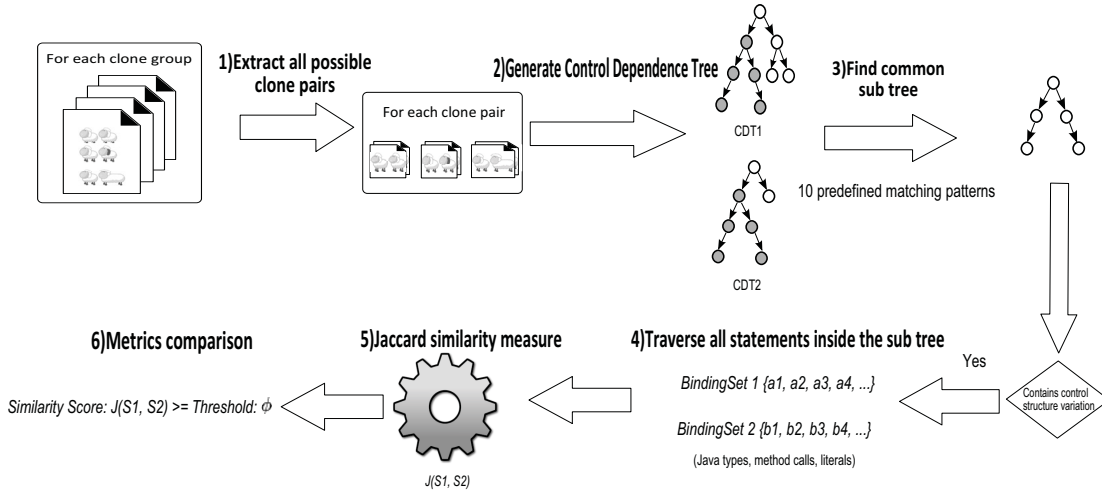 For each clone group
1)Extract all possible
clone pairs
For each clone pair
2)Generate Control Dependence Tree
CDT1
CDT2
3)Find common
sub tree
10 predefined matching patterns
Contains control
structure variation
Yes
4)Traverse all statements inside the sub tree
BindingSet 1 {a1, a2, a3, a4, ...}
BindingSet 2 {b1, b2, b3, b4, ...}
(Java types, method calls, literals)
5)Jaccard similarity measure
J(S1, S2)
6)Metrics comparison
Similarity Score: J(S1, S2) >= Threshold: ϕ